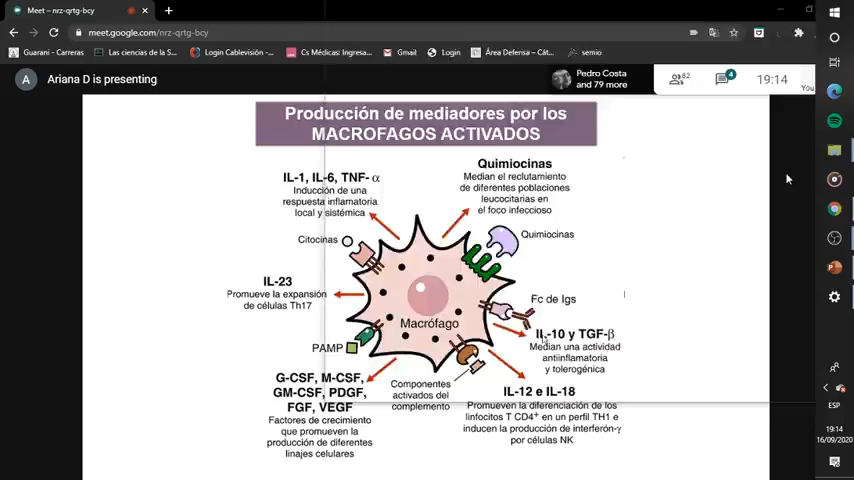 Meet – nrz-qrtg-bcy
meet.google.com/nrz-qrtg-bcy
Guarani - Carreras
Las ciencias de la S...
Login Cablevisión_...
Cs Médicas: Ingresa...
Gmail
Login
Área Defensa – Cát...
semio
A
Ariana D is presenting
Pedro Costa
and 79 more
82
4
19:14
You
Producción de mediadores por los
MACROFAGOS ACTIVADOS
IL-1, IL-6, TNF- α
Inducción de una
respuesta inflamatoria
local y sistémica
Quimiocinas
Median el reclutamiento
de diferentes poblaciones
leucocitarias en
el foco infeccioso
Citocinas
Quimiocinas
IL-23
Promueve la expansión
de células Th17
Fc de Igs
Macrófago
IL-10 y TGF-β
Median una actividad
antiinflamatoria
y tolerogénica
PAMP
G-CSF, M-CSF,
GM-CSF, PDGF,
FGF, VEGF
Factores de crecimiento
que promueven la
producción de diferentes
linajes celulares
Componentes
activados del
complemento
IL-12 e IL-18
Promueven la diferenciación de los
linfocitos T CD4+ en un perfil TH1 e
inducen la producción de interferón-γ
por células NK
ESP
19:14
16/09/2020